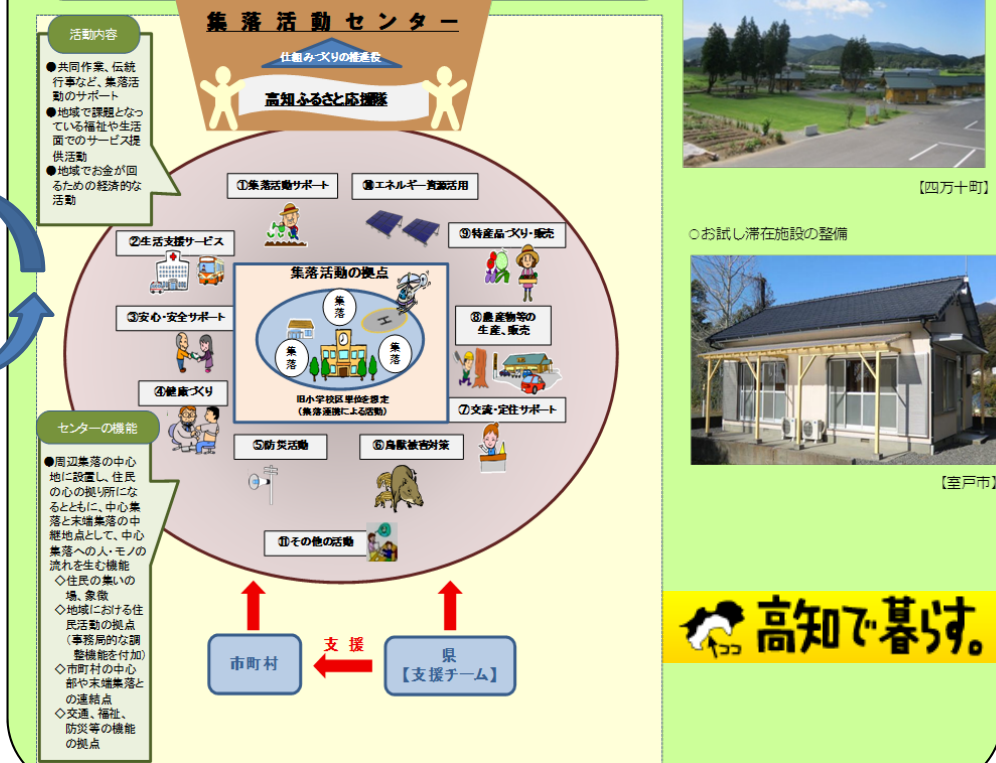 集落活動センター
仕組みづくりの推進役
高知ふるさと応援隊
活動内容
●共同作業、伝統
行事など、集落活
動のサポート
●地域で課題となっ
ている福祉や生活
面でのサービス提
供活動
●地域でお金が回
るための経済的な
活動
①集落活動サポート
⑩エネルギー資源活用
②生活支援サービス
⑨特産品づくり・販売
③安心・安全サポート
⑧農産物等の
生産、販売
④健康づくり
⑦交流・定住サポート
⑤防災活動
⑥鳥獣被害対策
⑪その他の活動
集落活動の拠点
集
落
集
落
集
落
H
旧小学校区単位を想定
(集落連携による活動)
センターの機能
●周辺集落の中心
地に設置し、住民
の心の拠り所にな
るとともに、中心集
落と末端集落の中
継地点として、中心
集落への人・モノの
流れを生む機能
◇住民の集いの
場、象徴
◇地域における住
民活動の拠点
(事務局的な調
整機能を付加)
◇市町村の中心
部や末端集落と
の連結点
◇交通、福祉、
防災等の機能
の拠点
市町村
支援
県
【支援チーム】
【四万十町】
○お試し滞在施設の整備
【室戸市】
ココ
高知で暮らす。